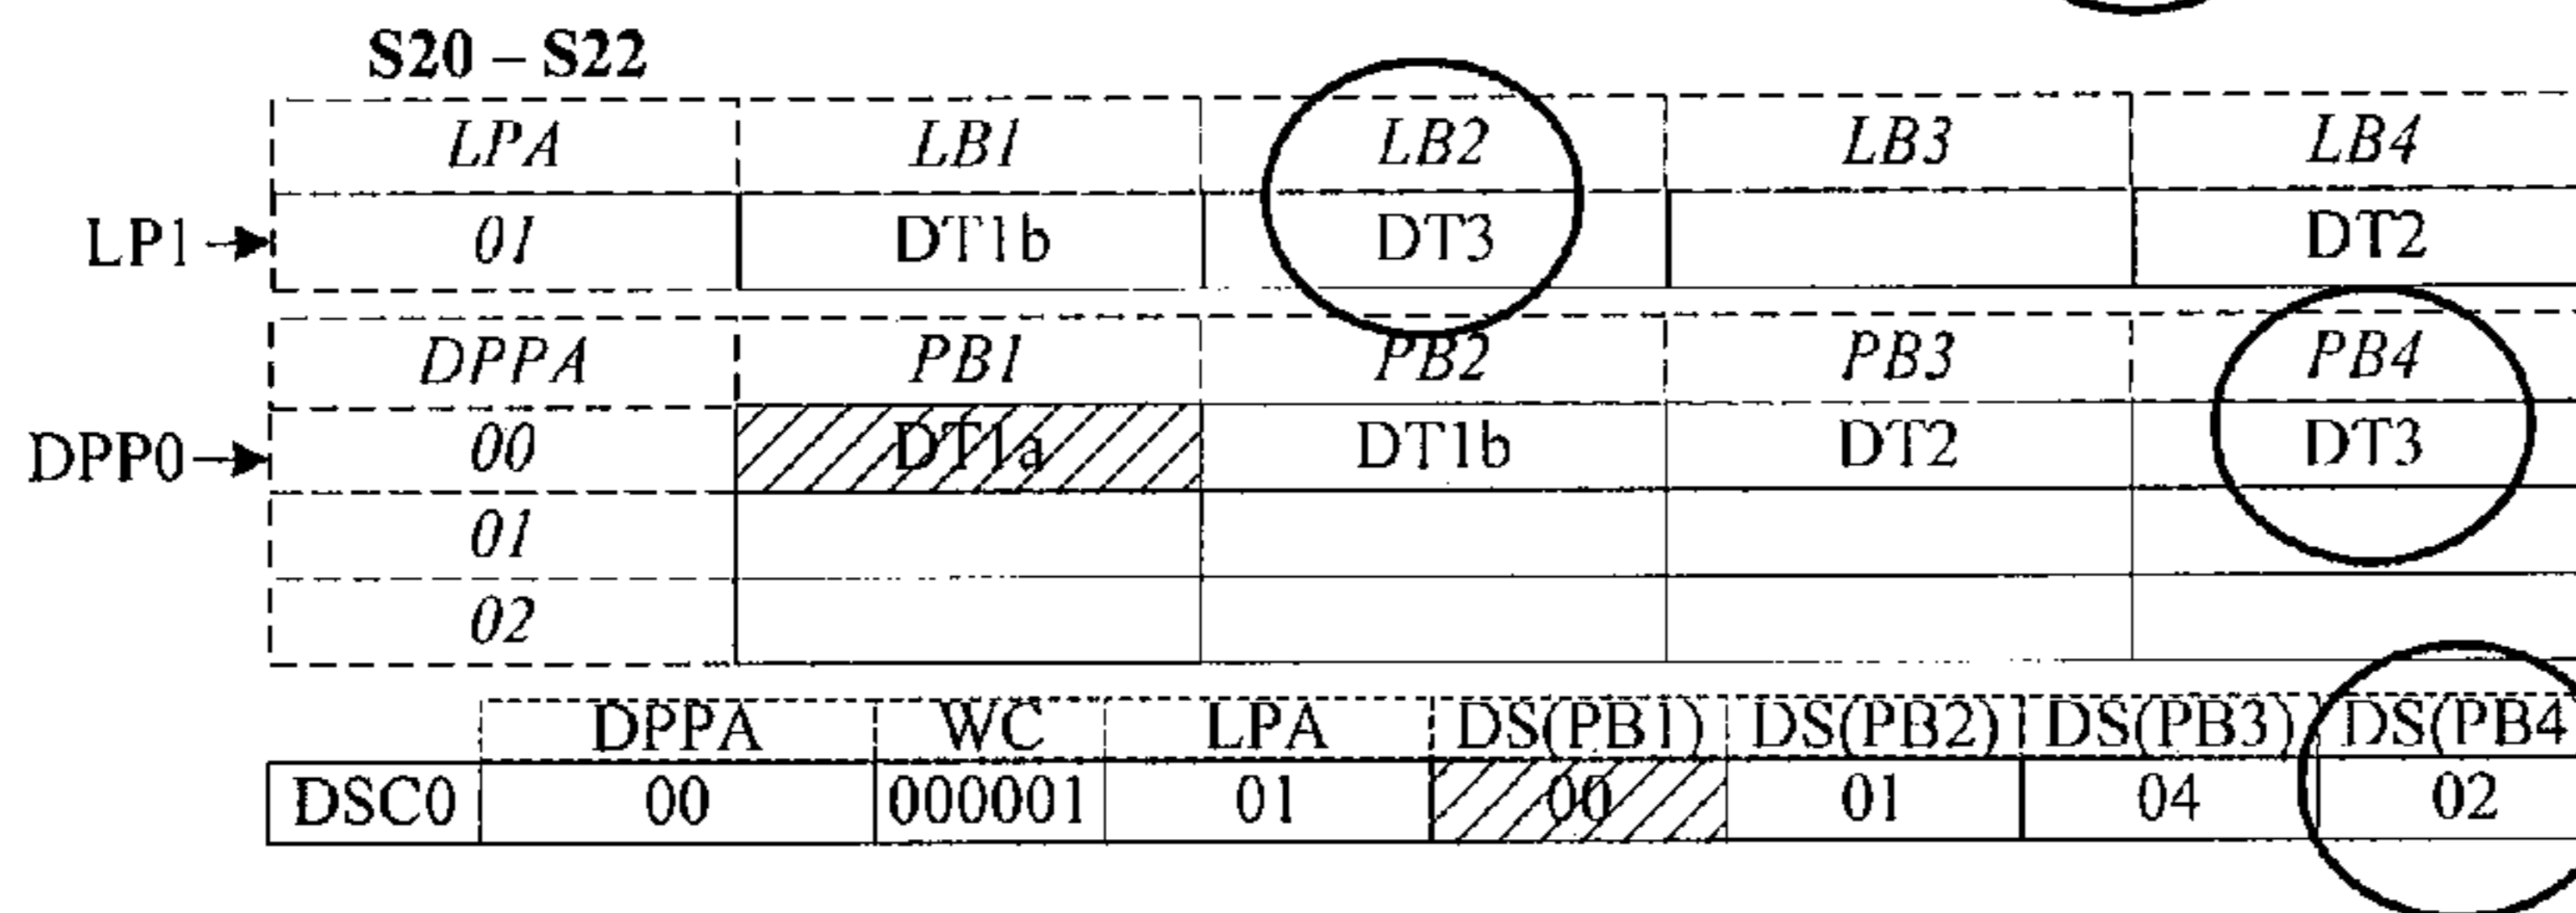 S20 – S22
LPA LB1 LB2 LB3 LB4
LP1 01 DT1b DT3 DT2
DPPA PB1 PB2 PB3 PB4
DPP0 00 DT1a DT1b DT2 DT3
01
02
DPPA WC LPA DS(PB1) DS(PB2) DS(PB3) DS(PB4
DSC0 00 000001 01 00 01 04 02